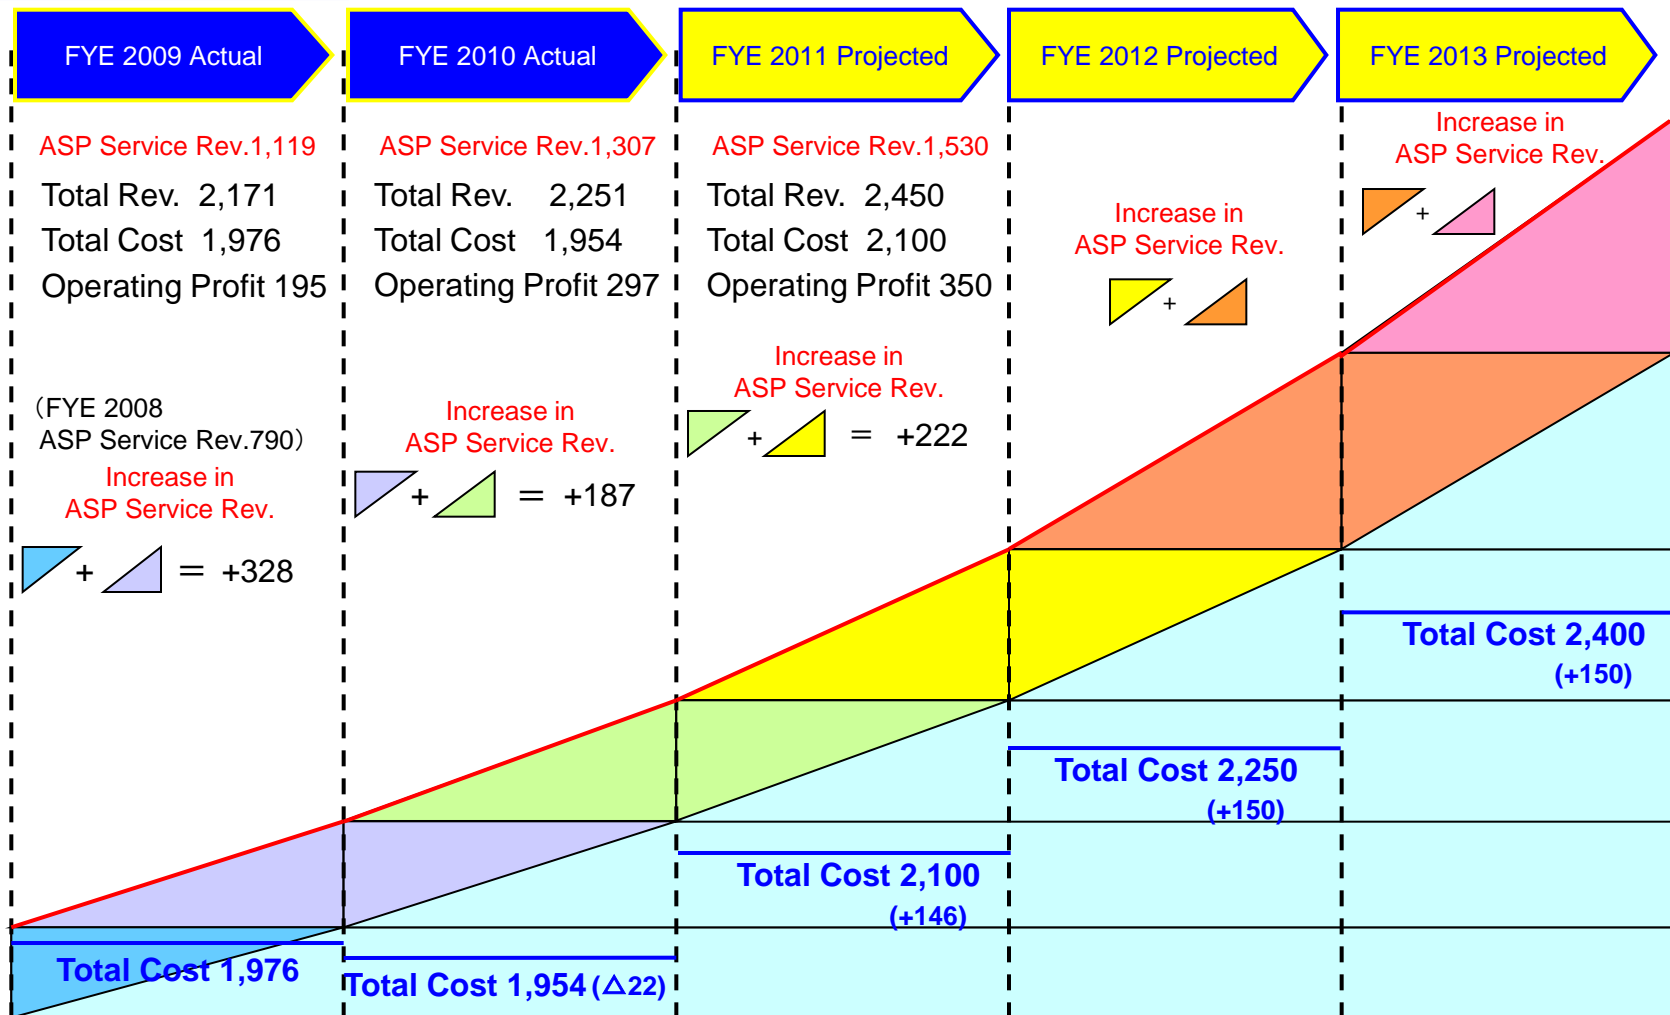 FYE 2009 Actual
FYE 2010 Actual
FYE 2011 Projected
FYE 2012 Projected
FYE 2013 Projected
ASP Service Rev.1,119
Total Rev. 2,171
Total Cost 1,976
Operating Profit 195
（FYE 2008
ASP Service Rev.790）
Increase in
ASP Service Rev.
+ = +328
Total Cost 1,976
ASP Service Rev.1,307
Total Rev. 2,251
Total Cost 1,954
Operating Profit 297
Increase in
ASP Service Rev.
+ = +187
Total Cost 1,954 (△22)
ASP Service Rev.1,530
Total Rev. 2,450
Total Cost 2,100
Operating Profit 350
Increase in
ASP Service Rev.
+ = +222
Total Cost 2,100
(+146)
Increase in
ASP Service Rev.
+
Total Cost 2,250
(+150)
Increase in
ASP Service Rev.
+
Total Cost 2,400
(+150)